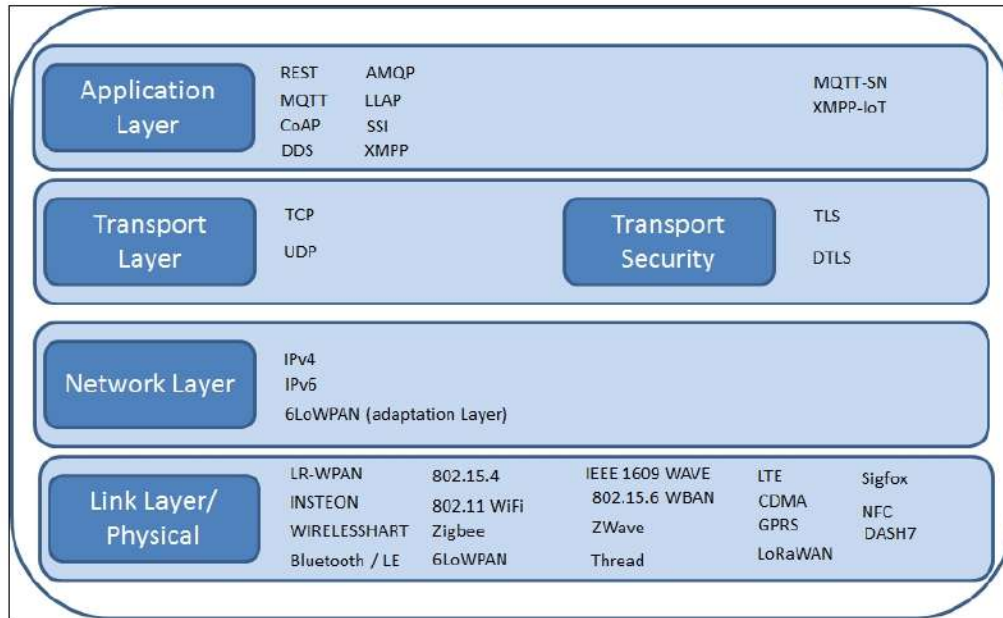 Application
Layer
REST AMQP
MQTT LLAP
CoAP SSI
DDS XMPP
MQTT-SN
XMPP-IoT
Transport
Layer
TCP
UDP
Transport
Security
TLS
DTLS
Network Layer
IPv4
IPv6
6LoWPAN (adaptation Layer)
Link Layer/
Physical
LR-WPAN 802.15.4 IEEE 1609 WAVE LTE Sigfox
INSTEON 802.11 WiFi 802.15.6 WBAN CDMA NFC
WIRELESSHART Zigbee ZWave GPRS DASH7
Bluetooth / LE 6LoWPAN Thread LoRaWAN